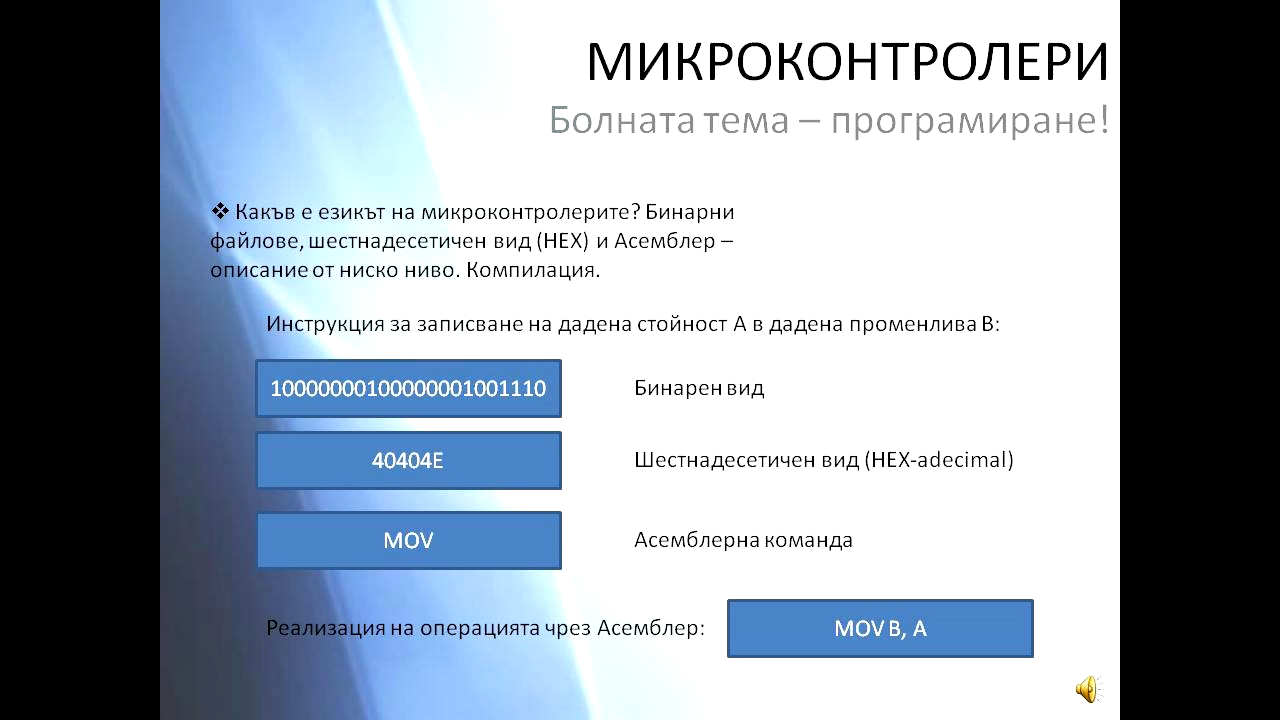 МИКРОКОНТРОЛЕРИ
Болната тема – програмиране!
❖ Какъв е езикът на микроконтролерите? Бинарни
файлове, шестнадесетичен вид (HEX) и Асемблер –
описание от ниско ниво. Компилация.
Инструкция за записване на дадена стойност А в дадена променлива В:
10000000100000001001110 Бинарен вид
40404E Шестнадесетичен вид (HEX-adecimal)
MOV Асемблерна команда
Реализация на операцията чрез Асемблер: MOV B, A